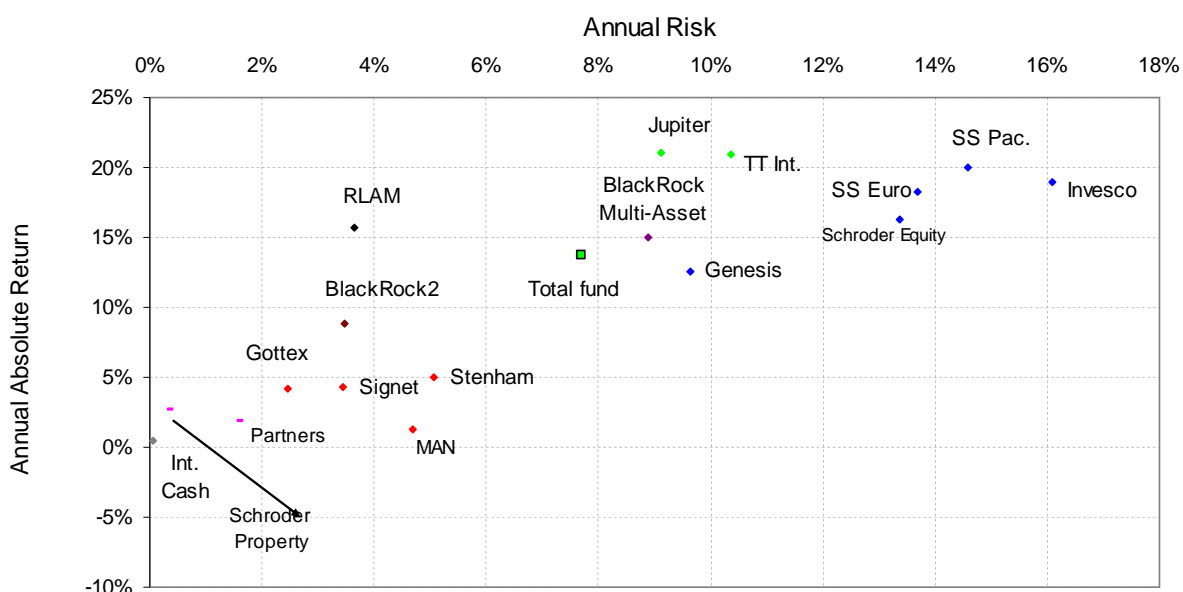 Annual Risk
0% 2% 4% 6% 8% 10% 12% 14% 16% 18%
Annual Absolute Return
25%
20%
15%
10%
5%
0%
-5%
-10%
Jupiter
TT Int.
SS Pac.
BlackRock
Multi-Asset
SS Euro
Invesco
RLAM
Schroder Equity
Genesis
Total fund
BlackRock2
Gottex
Signet
Stenham
Partners
MAN
Int.
Cash
Schroder
Property